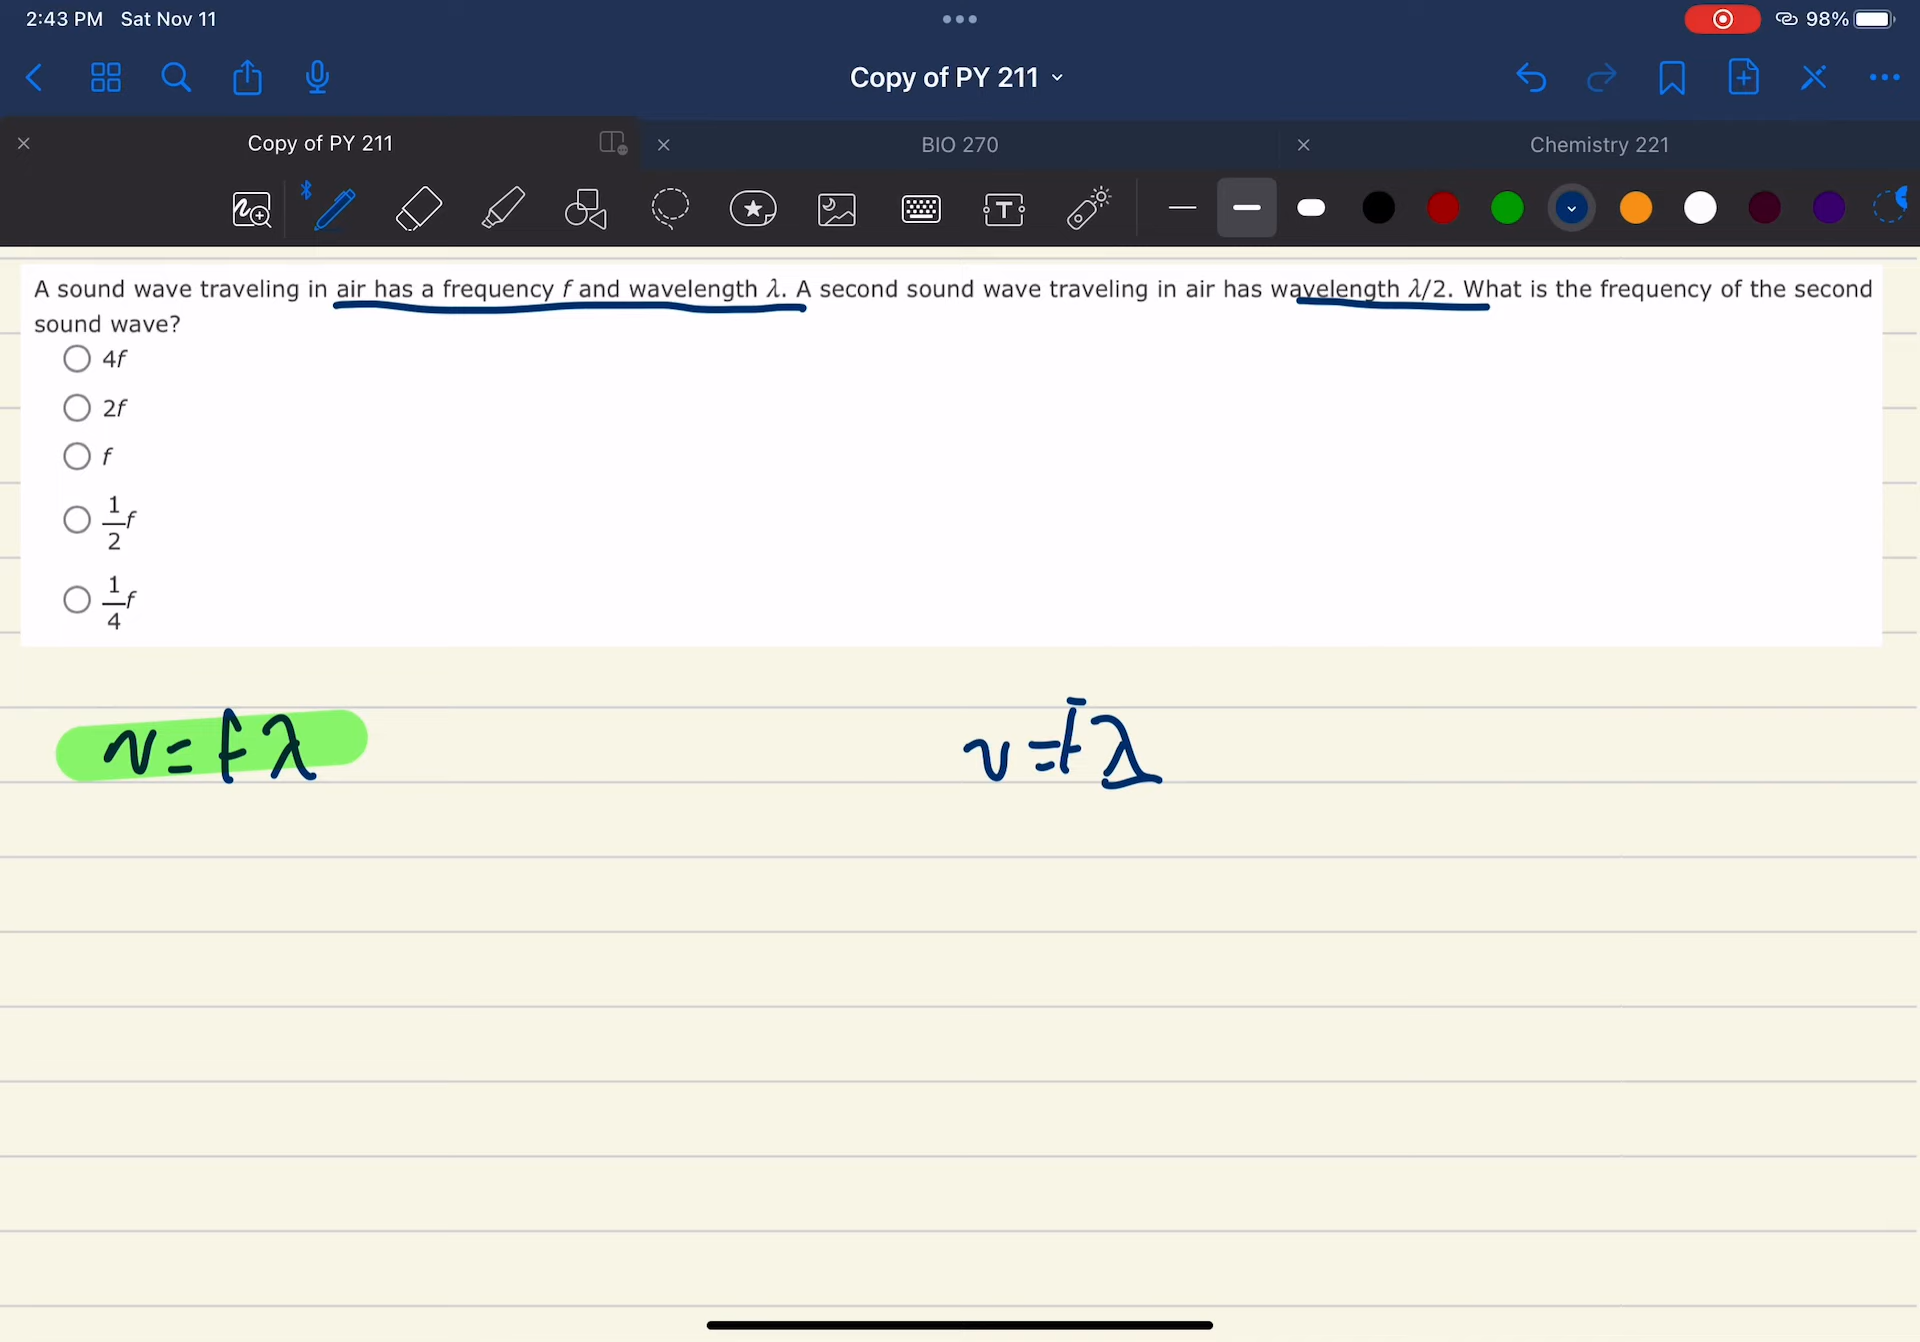 2:43 PM Sat Nov 11
98%
Copy of PY 211
Copy of PY 211
BIO 270
Chemistry 221
A sound wave traveling in air has a frequency f and wavelength λ. A second sound wave traveling in air has wavelength λ/2. What is the frequency of the second
sound wave?
4f
2f
f
1/2 f
1/4 f
v = f λ
v = f λ